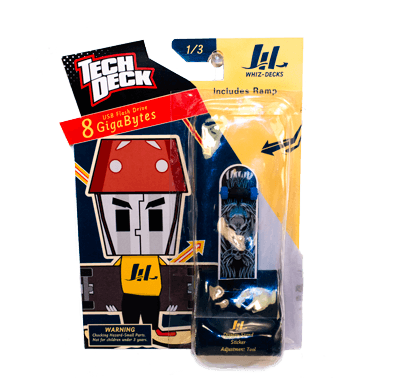 TECH
DECK
1/3
WHIZ-DECKS
Includes Ramp
USB Flash Drive
8 GigaBytes
WARNING
Choking Hazard-Small Parts.
Not for children under 3 years.
Sticker
Adjustment Tool